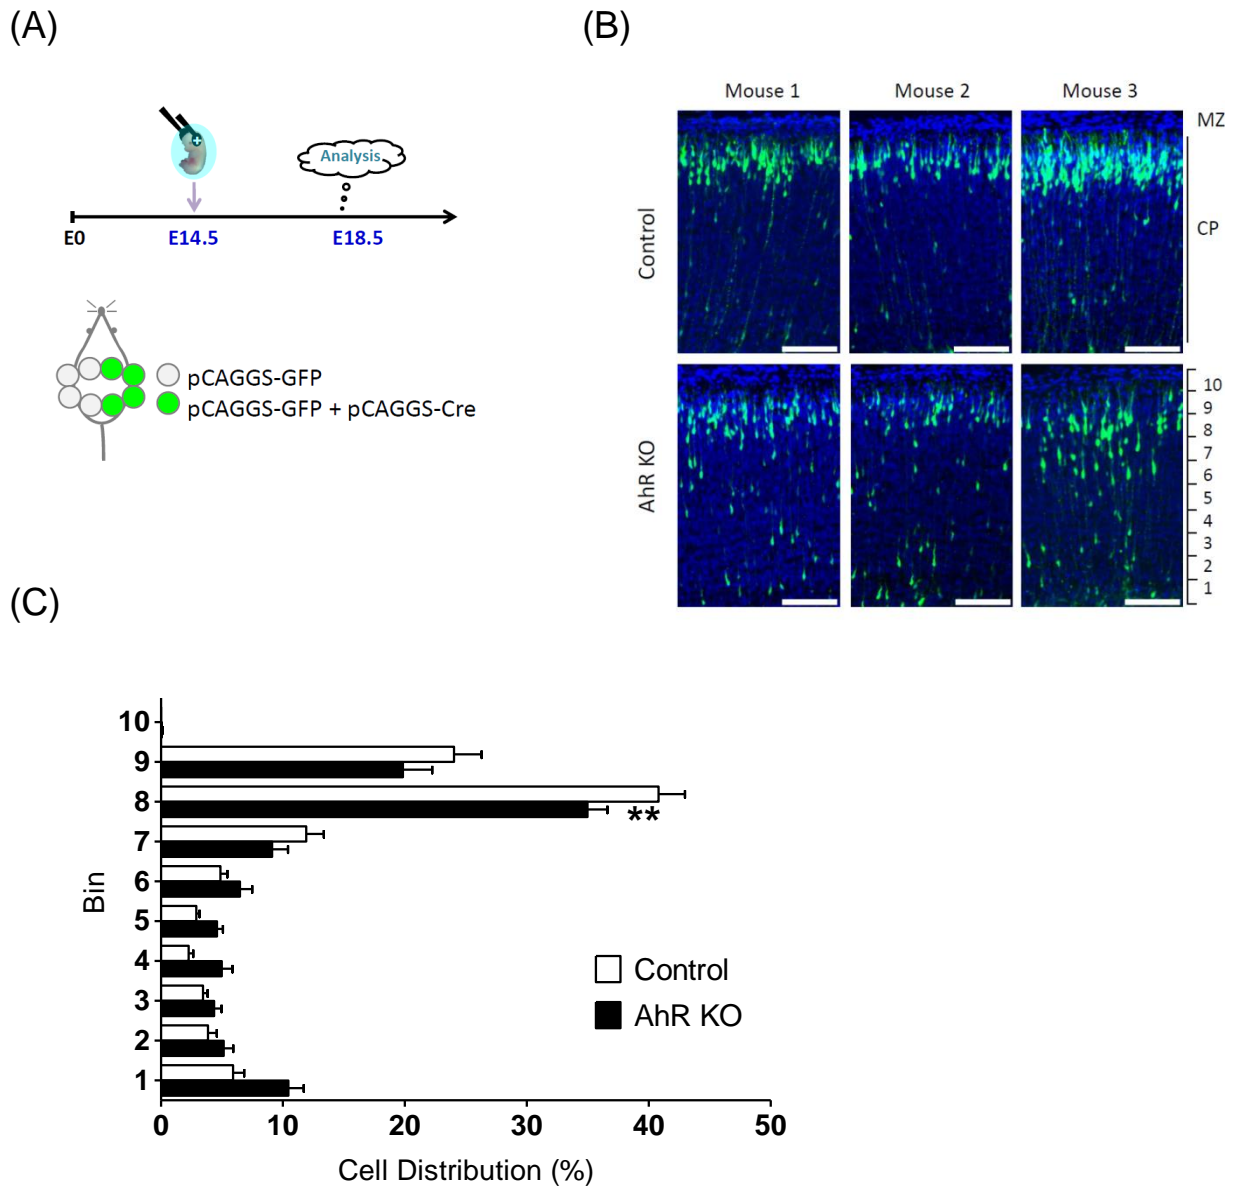 (A)
Analysis
E0
E14.5
E18.5
pCAGGS-GFP
pCAGGS-GFP + pCAGGS-Cre
(B)
Mouse 1
Mouse 2
Mouse 3
Control
MZ
CP
AhR KO
10
9
8
7
6
5
4
3
2
1
(C)
10
9
8
7
6
5
4
3
2
1
Bin
**
Control
AhR KO
0
10
20
30
40
50
Cell Distribution (%)